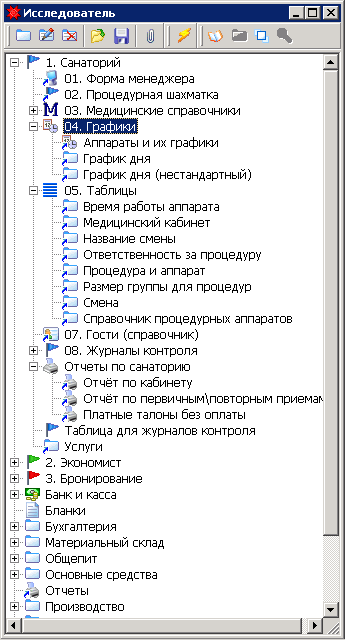 Исследователь
1. Санаторий
01. Форма менеджера
02. Процедурная шахматка
03. Медицинские справочники
04. Графики
Аппараты и их графики
График дня
График дня (нестандартный)
05. Таблицы
Время работы аппарата
Медицинский кабинет
Название смены
Ответственность за процедуру
Процедура и аппарат
Размер группы для процедур
Смена
Справочник процедурных аппаратов
07. Гости (справочник)
08. Журналы контроля
Отчеты по санаторию
Отчёт по кабинету
Отчёт по первичным\повторным приемам
Платные талоны без оплаты
Таблица для журналов контроля
Услуги
2. Экономист
3. Бронирование
Банк и касса
Бланки
Бухгалтерия
Материальный склад
Общепит
Основные средства
Отчеты
Производство